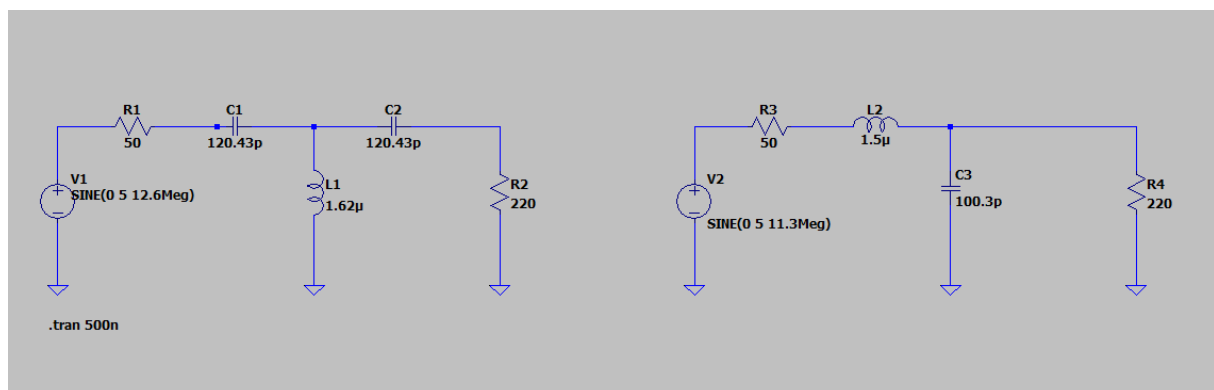 R1
50
C1
120.43p
C2
120.43p
V1
SINE(0 5 12.6Meg)
L1
1.62µ
R2
220
.tran 500n
R3
50
L2
1.5µ
V2
SINE(0 5 11.3Meg)
C3
100.3p
R4
220